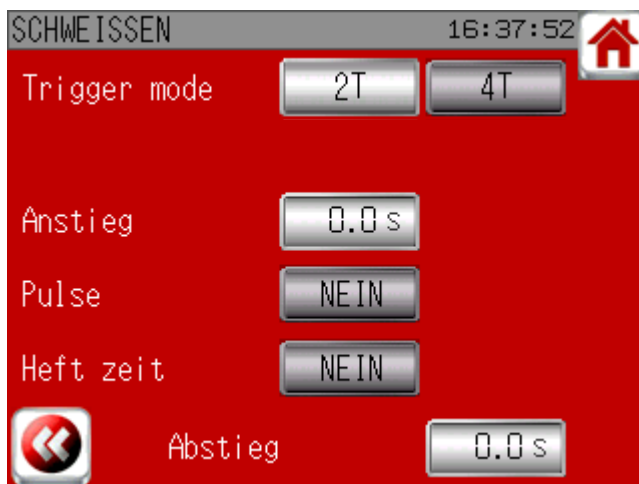 SCHWEISSEN 16:37:52
Trigger mode 2T 4T
Anstieg 0.0 s
Pulse NEIN
Heft zeit NEIN
Abstieg 0.0 s